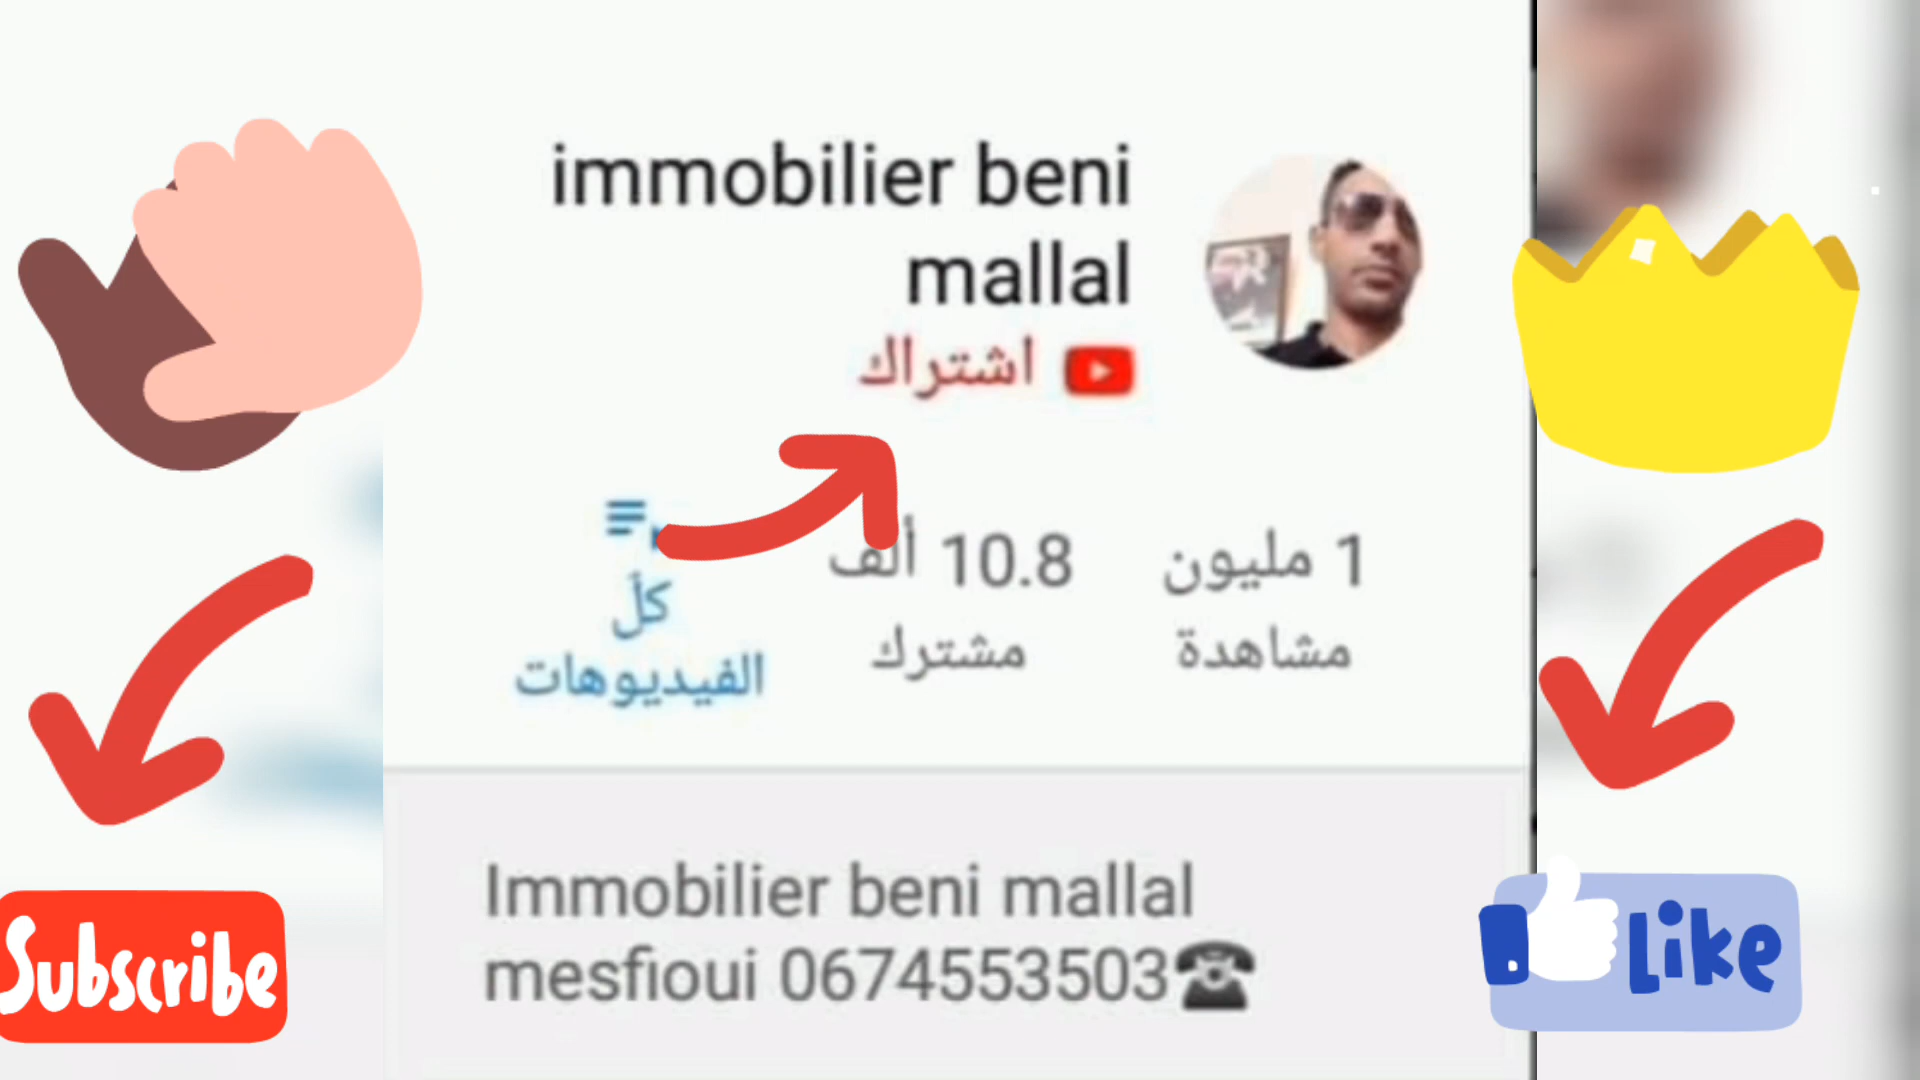 immobilier beni
mallal
اشتراك
1 مليون
مشاهدة
10.8 ألف
مشترك
كلّ
الفيديوهات
Immobilier beni mallal
mesfioui 0674553503☎
Subscribe
Like